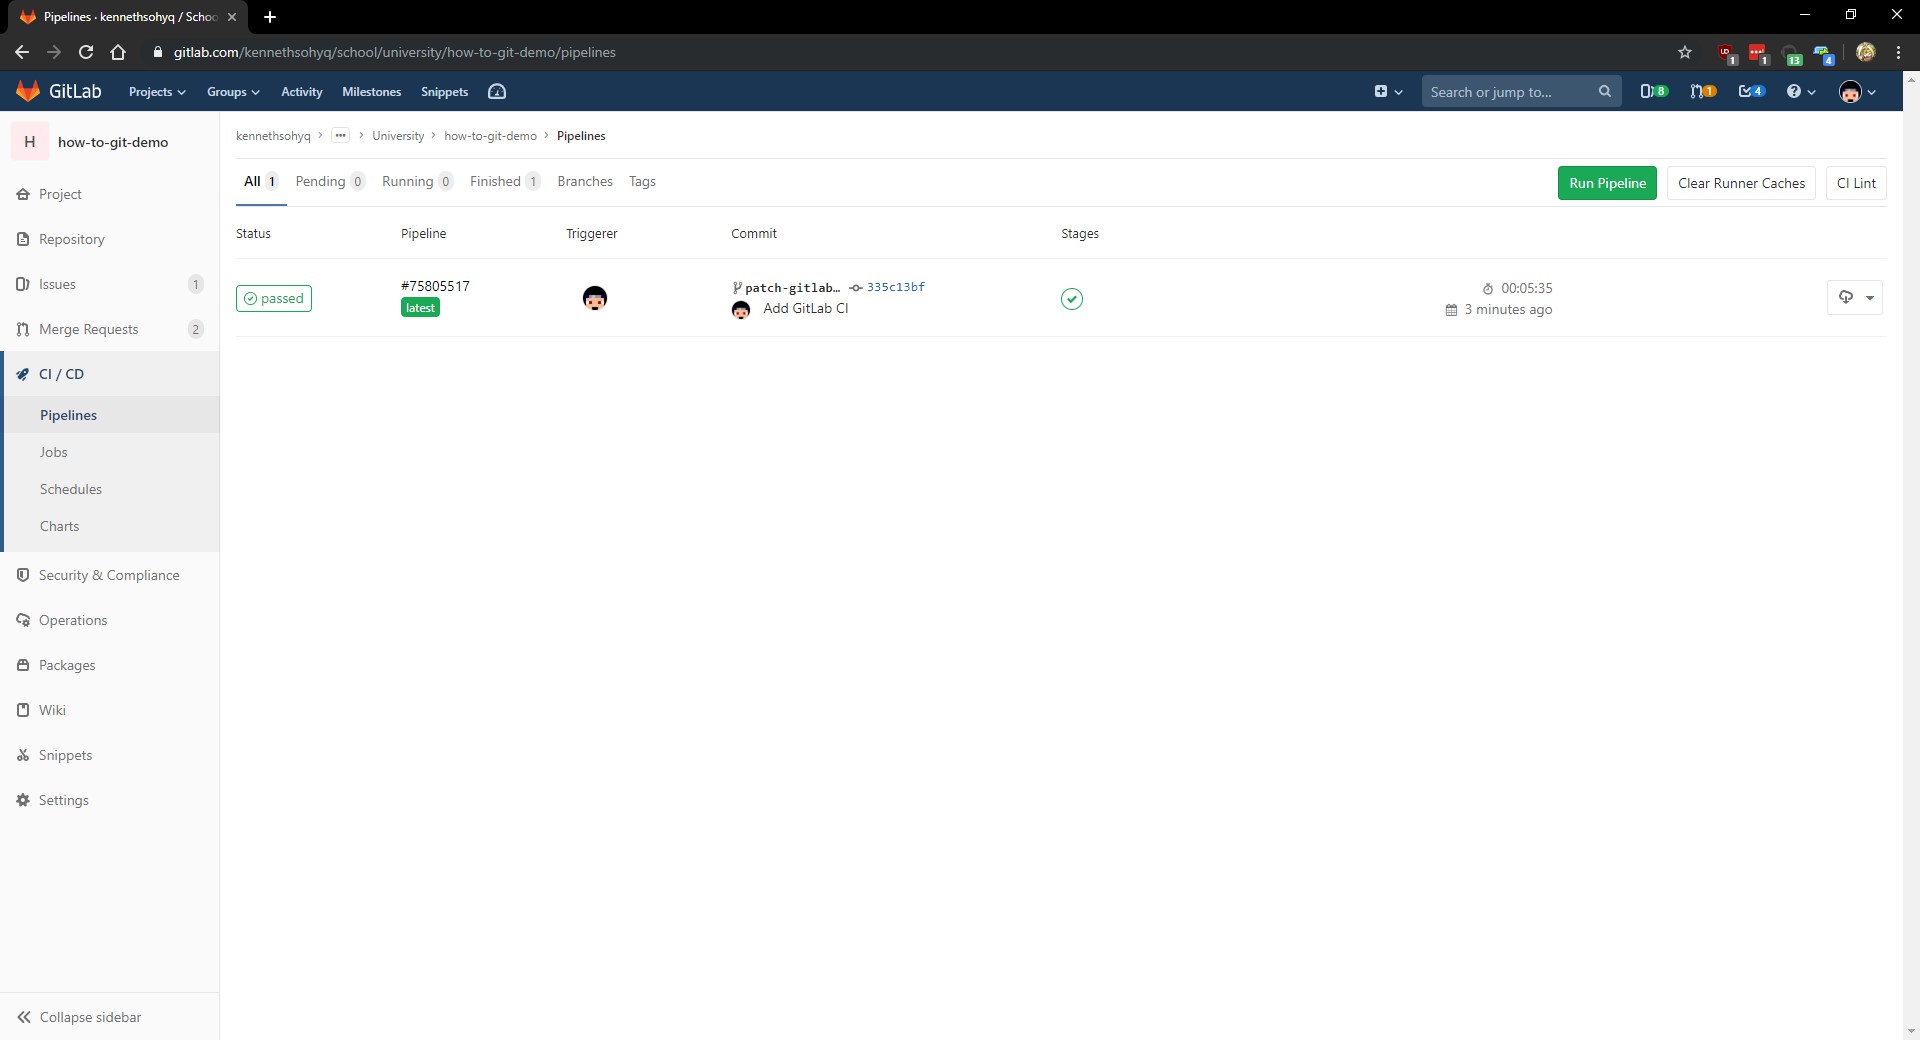 Pipelines · kennethsohyq / Schoo
gitlab.com/kennethsohyq/school/university/how-to-git-demo/pipelines
1 1 13 4
GitLab Projects Groups Activity Milestones Snippets Search or jump to... 8 1 4
H how-to-git-demo
kennethsohyq › ... › University › how-to-git-demo › Pipelines
All 1 Pending 0 Running 0 Finished 1 Branches Tags Run Pipeline Clear Runner Caches CI Lint
Status Pipeline Triggerer Commit Stages
passed #75805517 patch-gitlab... 335c13bf 00:05:35
latest Add GitLab CI 3 minutes ago
Project
Repository
Issues 1
Merge Requests 2
CI / CD
Pipelines
Jobs
Schedules
Charts
Security & Compliance
Operations
Packages
Wiki
Snippets
Settings
Collapse sidebar